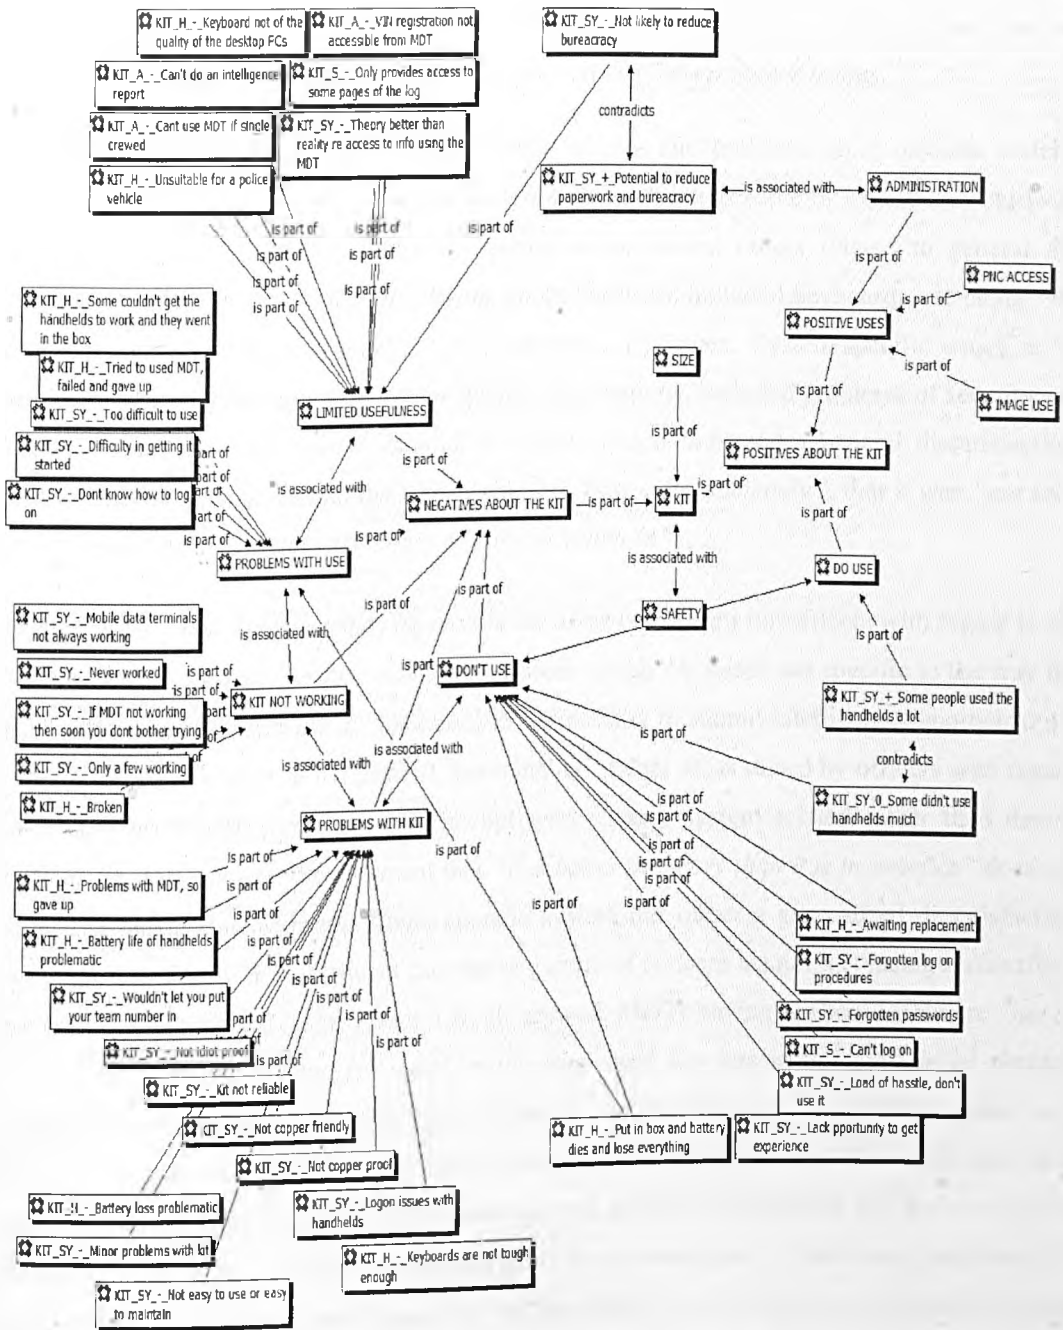 KIT_H_-_Keyboard not of the
quality of the desktop PCs
KIT_A_-_VIN registration not
accessible from MDT
KIT_SY_-_Not likely to reduce
bureacracy
KIT_A_-_Can't do an intelligence
report
KIT_S_-_Only provides access to
some pages of the log
contradicts
KIT_A_-_Cant use MDT if single
crewed
KIT_SY_-_Theory better than
reality re access to info using the
MDT
KIT_H_-_Unsuitable for a police
vehicle
KIT_SY_+_Potential to reduce
paperwork and bureacracy
is associated with
ADMINISTRATION
is part of
is part of
is part of
is part of
is part of
is part of
is part of
is part of
is part of
PNC ACCESS
is part of
KIT_H_-_Some couldn't get the
handhelds to work and they went
in the box
POSITIVE USES
KIT_H_-_Tried to used MDT,
failed and gave up
SIZE
is part of
is part of
KIT_SY_-_Too difficult to use
LIMITED USEFULNESS
IMAGE USE
KIT_SY_-_Difficulty in getting it
started
is part of
is part of
POSITIVES ABOUT THE KIT
part of
part of
art of
is part of
is part of
is associated with
is part of
KIT_SY_-_Dont know how to log
on
NEGATIVES ABOUT THE KIT
is part of
KIT
is part of
is part of
is part of
PROBLEMS WITH USE
is associated with
DO USE
is part of
is part of
SAFETY
KIT_SY_-_Mobile data terminals
not always working
is associated with
is part of
is part of
KIT_SY_-_Never worked
is part of
is part of
part
of
KIT NOT WORKING
DON'T USE
KIT_SY_-_If MDT not working
then soon you dont bother trying
KIT_SY_+_Some people used the
handhelds a lot
is part of
is associated with
contradicts
KIT_SY_-_Only a few working
is part of
KIT_H_-_Broken
PROBLEMS WITH KIT
KIT_SY_0_Some didn't use
handhelds much
is part of
is part of
is part of
is part of
is part of
is part of
is part of
is part of
KIT_H_-_Problems with MDT, so
gave up
is part of
is part of
KIT_H_-_Awaiting replacement
KIT_H_-_Battery life of handhelds
problematic
is part of
is part of
KIT_SY_-_Forgotten log on
procedures
KIT_SY_-_Wouldn't let you put
your team number in
is part of
is part of
KIT_SY_-_Forgotten passwords
KIT_SY_-_Not idiot proof
is part of
KIT_S_-_Can't log on
KIT_SY_-_Kit not reliable
KIT_SY_-_Load of hasstle, don't
use it
KIT_SY_-_Not copper friendly
KIT_H_-_Put in box and battery
dies and lose everything
KIT_SY_-_Lack pportunity to get
experience
KIT_SY_-_Not copper proof
KIT_H_-_Battery loss problematic
KIT_SY_-_Logon issues with
handhelds
KIT_SY_-_Minor problems with lot
KIT_H_-_Keyboards are not tough
enough
KIT_SY_-_Not easy to use or easy
to maintain